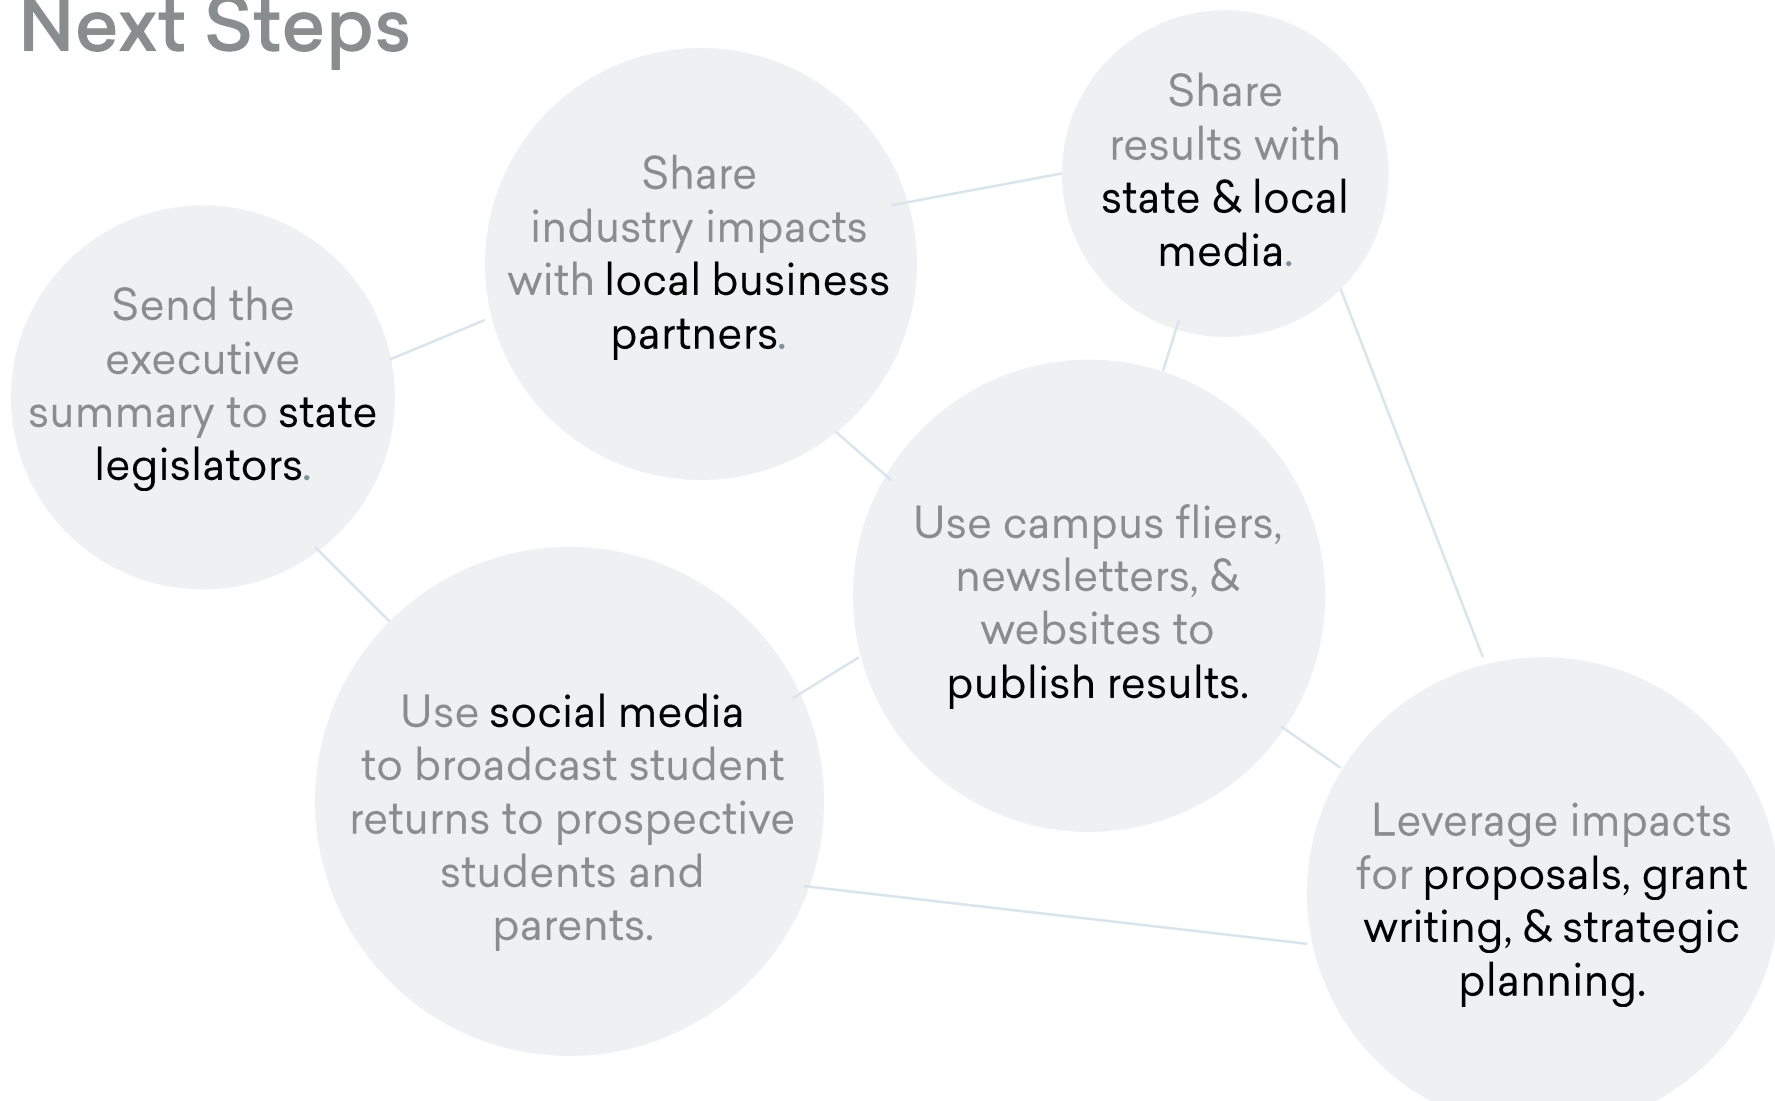 Next Steps
Send the
executive
summary to state
legislators.
Share
industry impacts
with local business
partners.
Share
results with
state & local
media.
Use social media
to broadcast student
returns to prospective
students and
parents.
Use campus fliers,
newsletters, &
websites to
publish results.
Leverage impacts
for proposals, grant
writing, & strategic
planning.